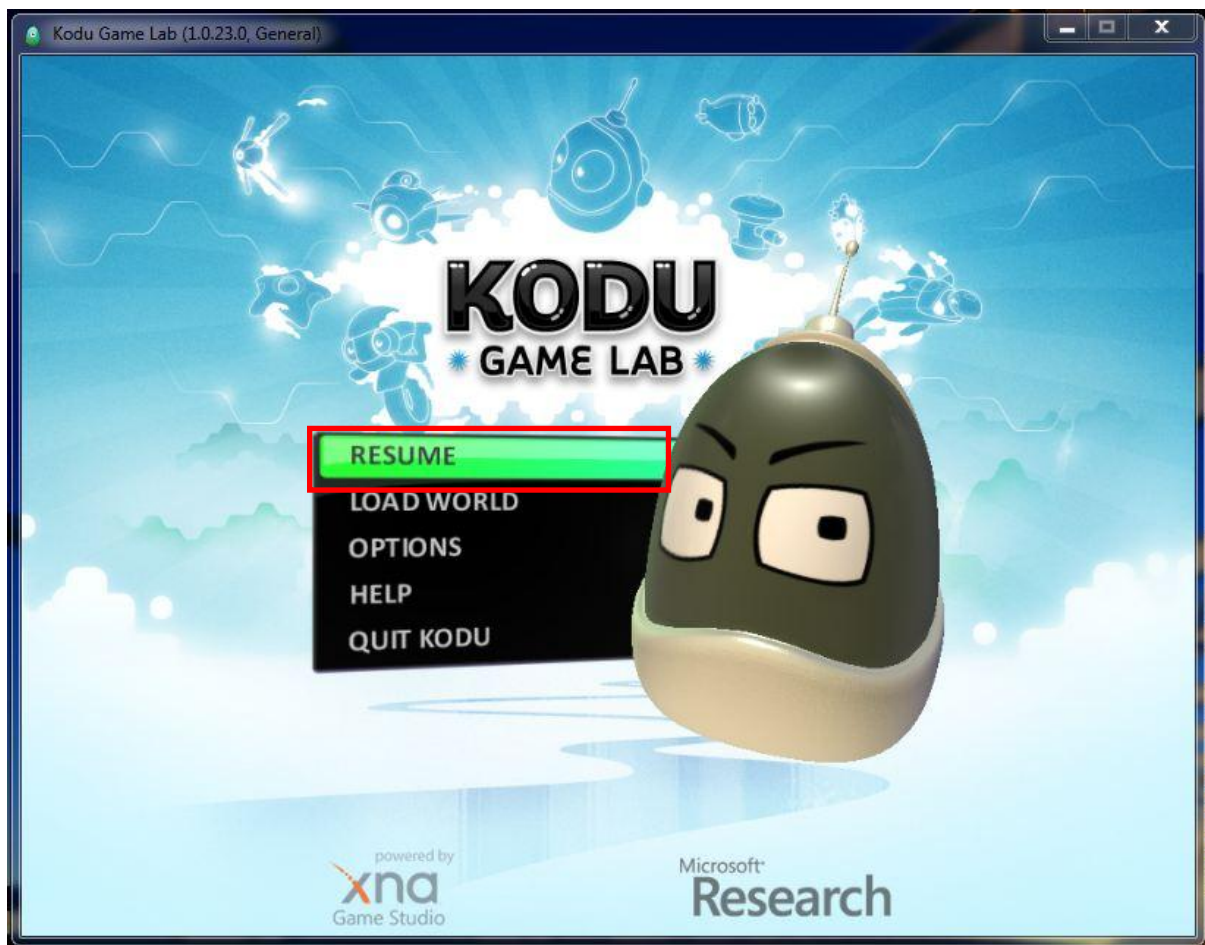 Kodu Game Lab (1.0.23.0, General)
KODU
GAME LAB
RESUME
LOAD WORLD
OPTIONS
HELP
QUIT KODU
powered by
xna
Game Studio
Microsoft
Research